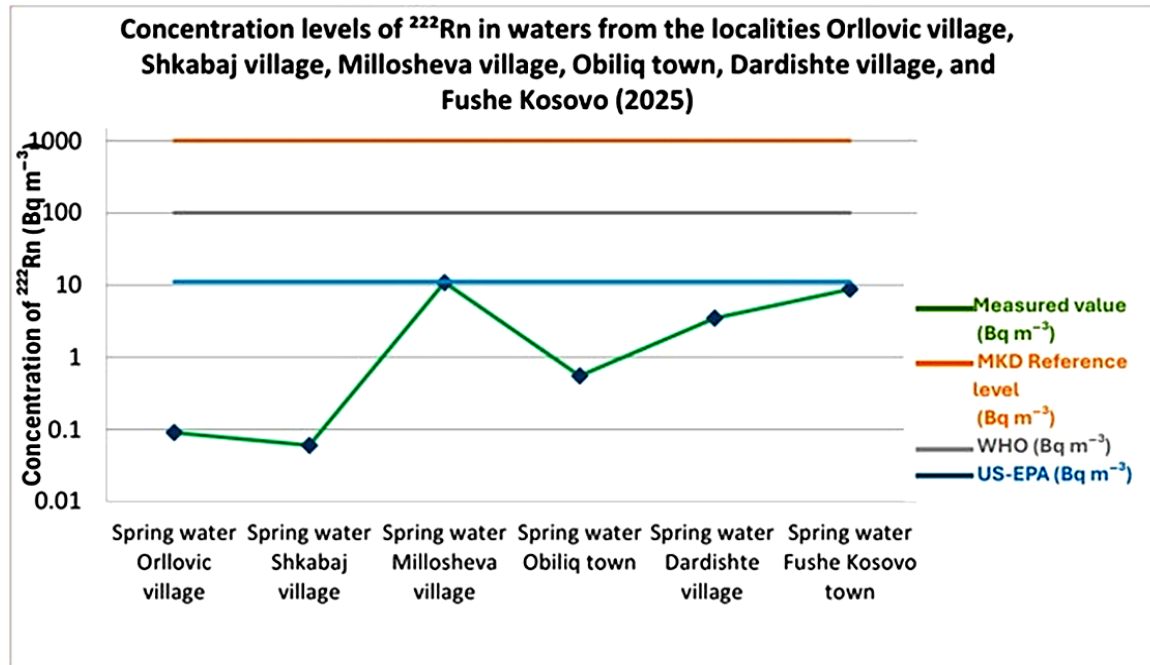 Concentration levels of ²²²Rn in waters from the localities Orllovic village,
Shkabaj village, Millosheva village, Obiliq town, Dardishte village, and
Fushe Kosovo (2025)
Concentration of ²²²Rn (Bq m⁻³)
1000
100
10
1
0.1
0.01
Spring water
Orllovic
village
Spring water
Shkabaj
village
Spring water
Millosheva
village
Spring water
Obiliq town
Spring water
Dardishte
village
Spring water
Fushe Kosovo
town
Measured value
(Bq m⁻³)
MKD Reference
level
(Bq m⁻³)
WHO (Bq m⁻³)
US-EPA (Bq m⁻³)